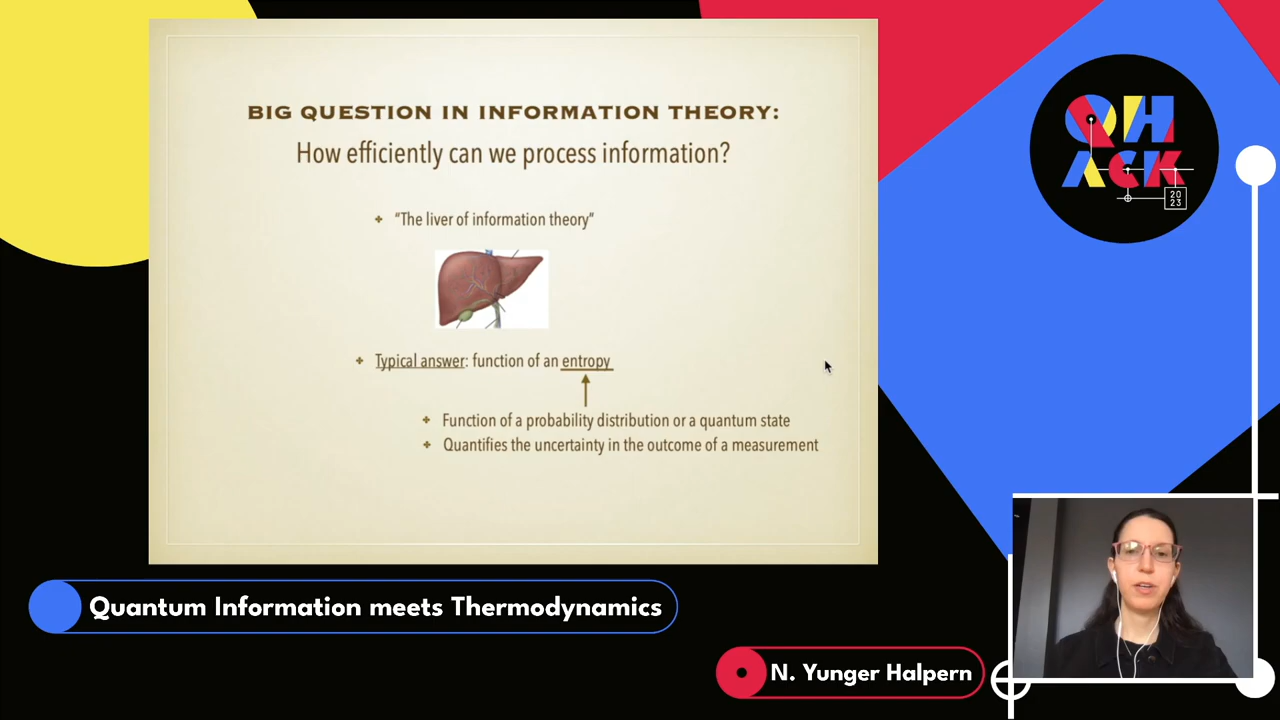 BIG QUESTION IN INFORMATION THEORY:
How efficiently can we process information?
“The liver of information theory”
Typical answer: function of an entropy
Function of a probability distribution or a quantum state
Quantifies the uncertainty in the outcome of a measurement
QH
ACK
20
23
Quantum Information meets Thermodynamics
N. Yunger Halpern